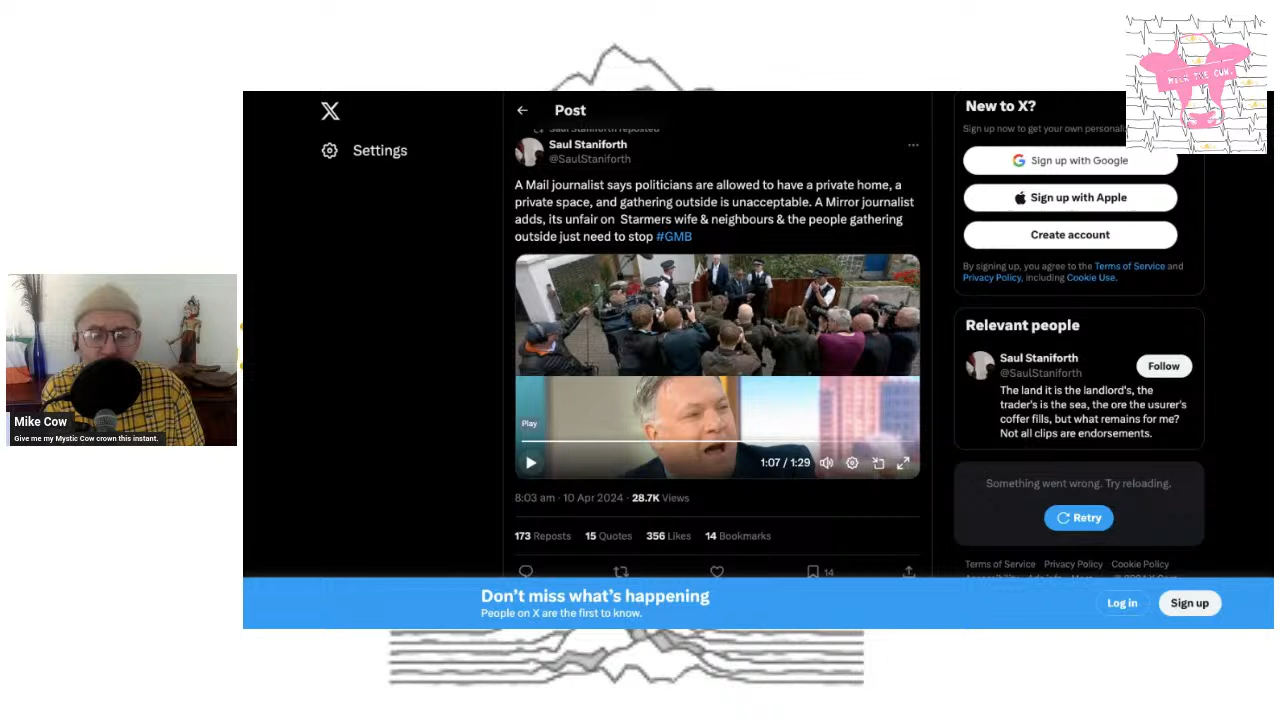 MILK THE COW.
New to X?
Post
Sign up now to get your own personali
Saul Staniforth reposted
Saul Staniforth
@SaulStaniforth
Settings
Sign up with Google
A Mail journalist says politicians are allowed to have a private home, a
private space, and gathering outside is unacceptable. A Mirror journalist
adds, its unfair on Starmers wife & neighbours & the people gathering
outside just need to stop #GMB
Sign up with Apple
Create account
By signing up, you agree to the Terms of Service and
Privacy Policy, including Cookie Use.
Relevant people
Saul Staniforth
@SaulStaniforth
Follow
The land it is the landlord's, the
trader's is the sea, the ore the usurer's
coffer fills, but what remains for me?
Not all clips are endorsements.
Mike Cow
Give me my Mystic Cow crown this instant.
Play
1:07 / 1:29
8:03 am · 10 Apr 2024 · 28.7K Views
Something went wrong. Try reloading.
Retry
173 Reposts 15 Quotes 356 Likes 14 Bookmarks
14
Terms of Service Privacy Policy Cookie Policy
Don't miss what's happening
People on X are the first to know.
Log in
Sign up